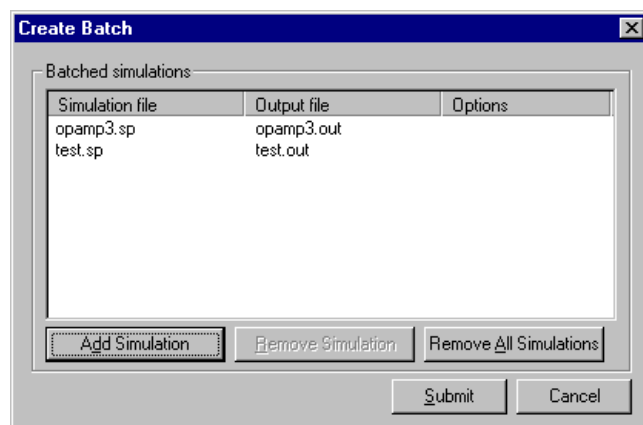 Create Batch
Batched simulations
Simulation file Output file Options
opamp3.sp opamp3.out
test.sp test.out
Add Simulation Remove Simulation Remove All Simulations
Submit Cancel